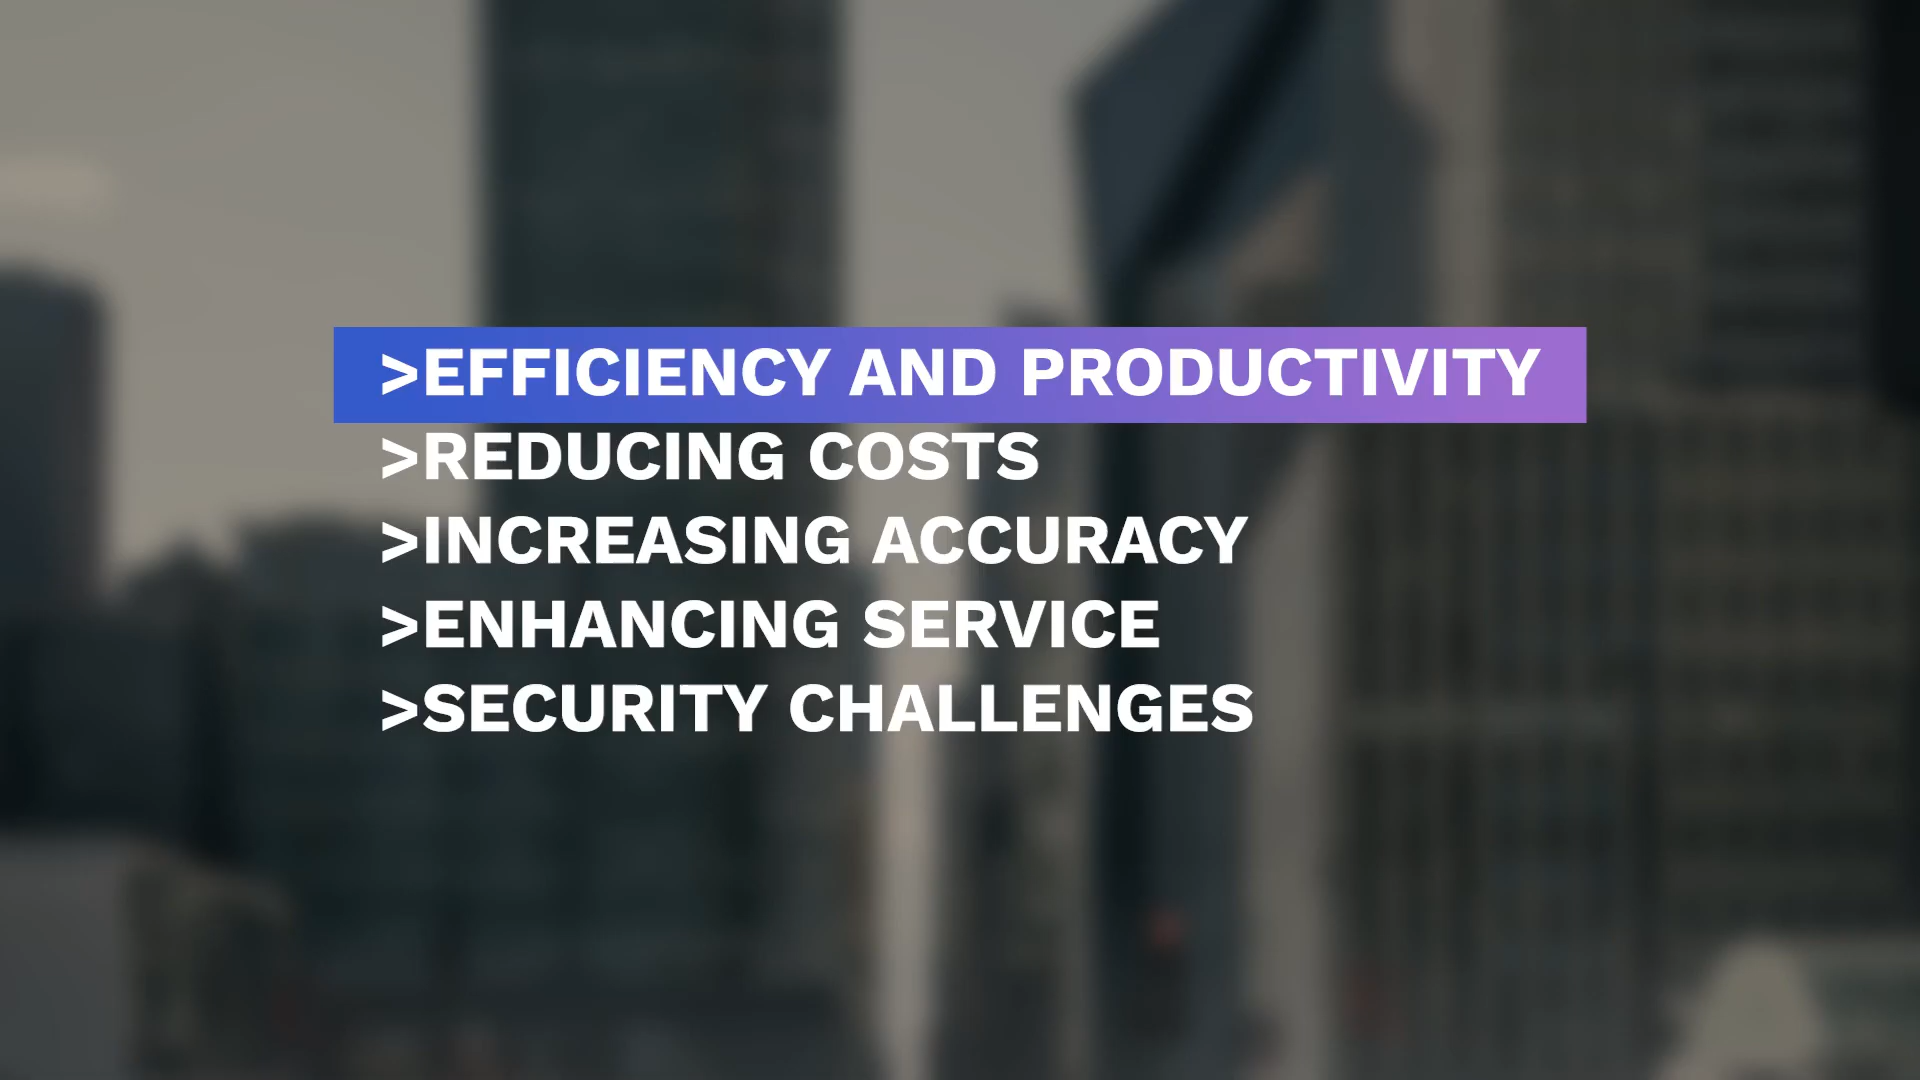 >EFFICIENCY AND PRODUCTIVITY
>REDUCING COSTS
>INCREASING ACCURACY
>ENHANCING SERVICE
>SECURITY CHALLENGES